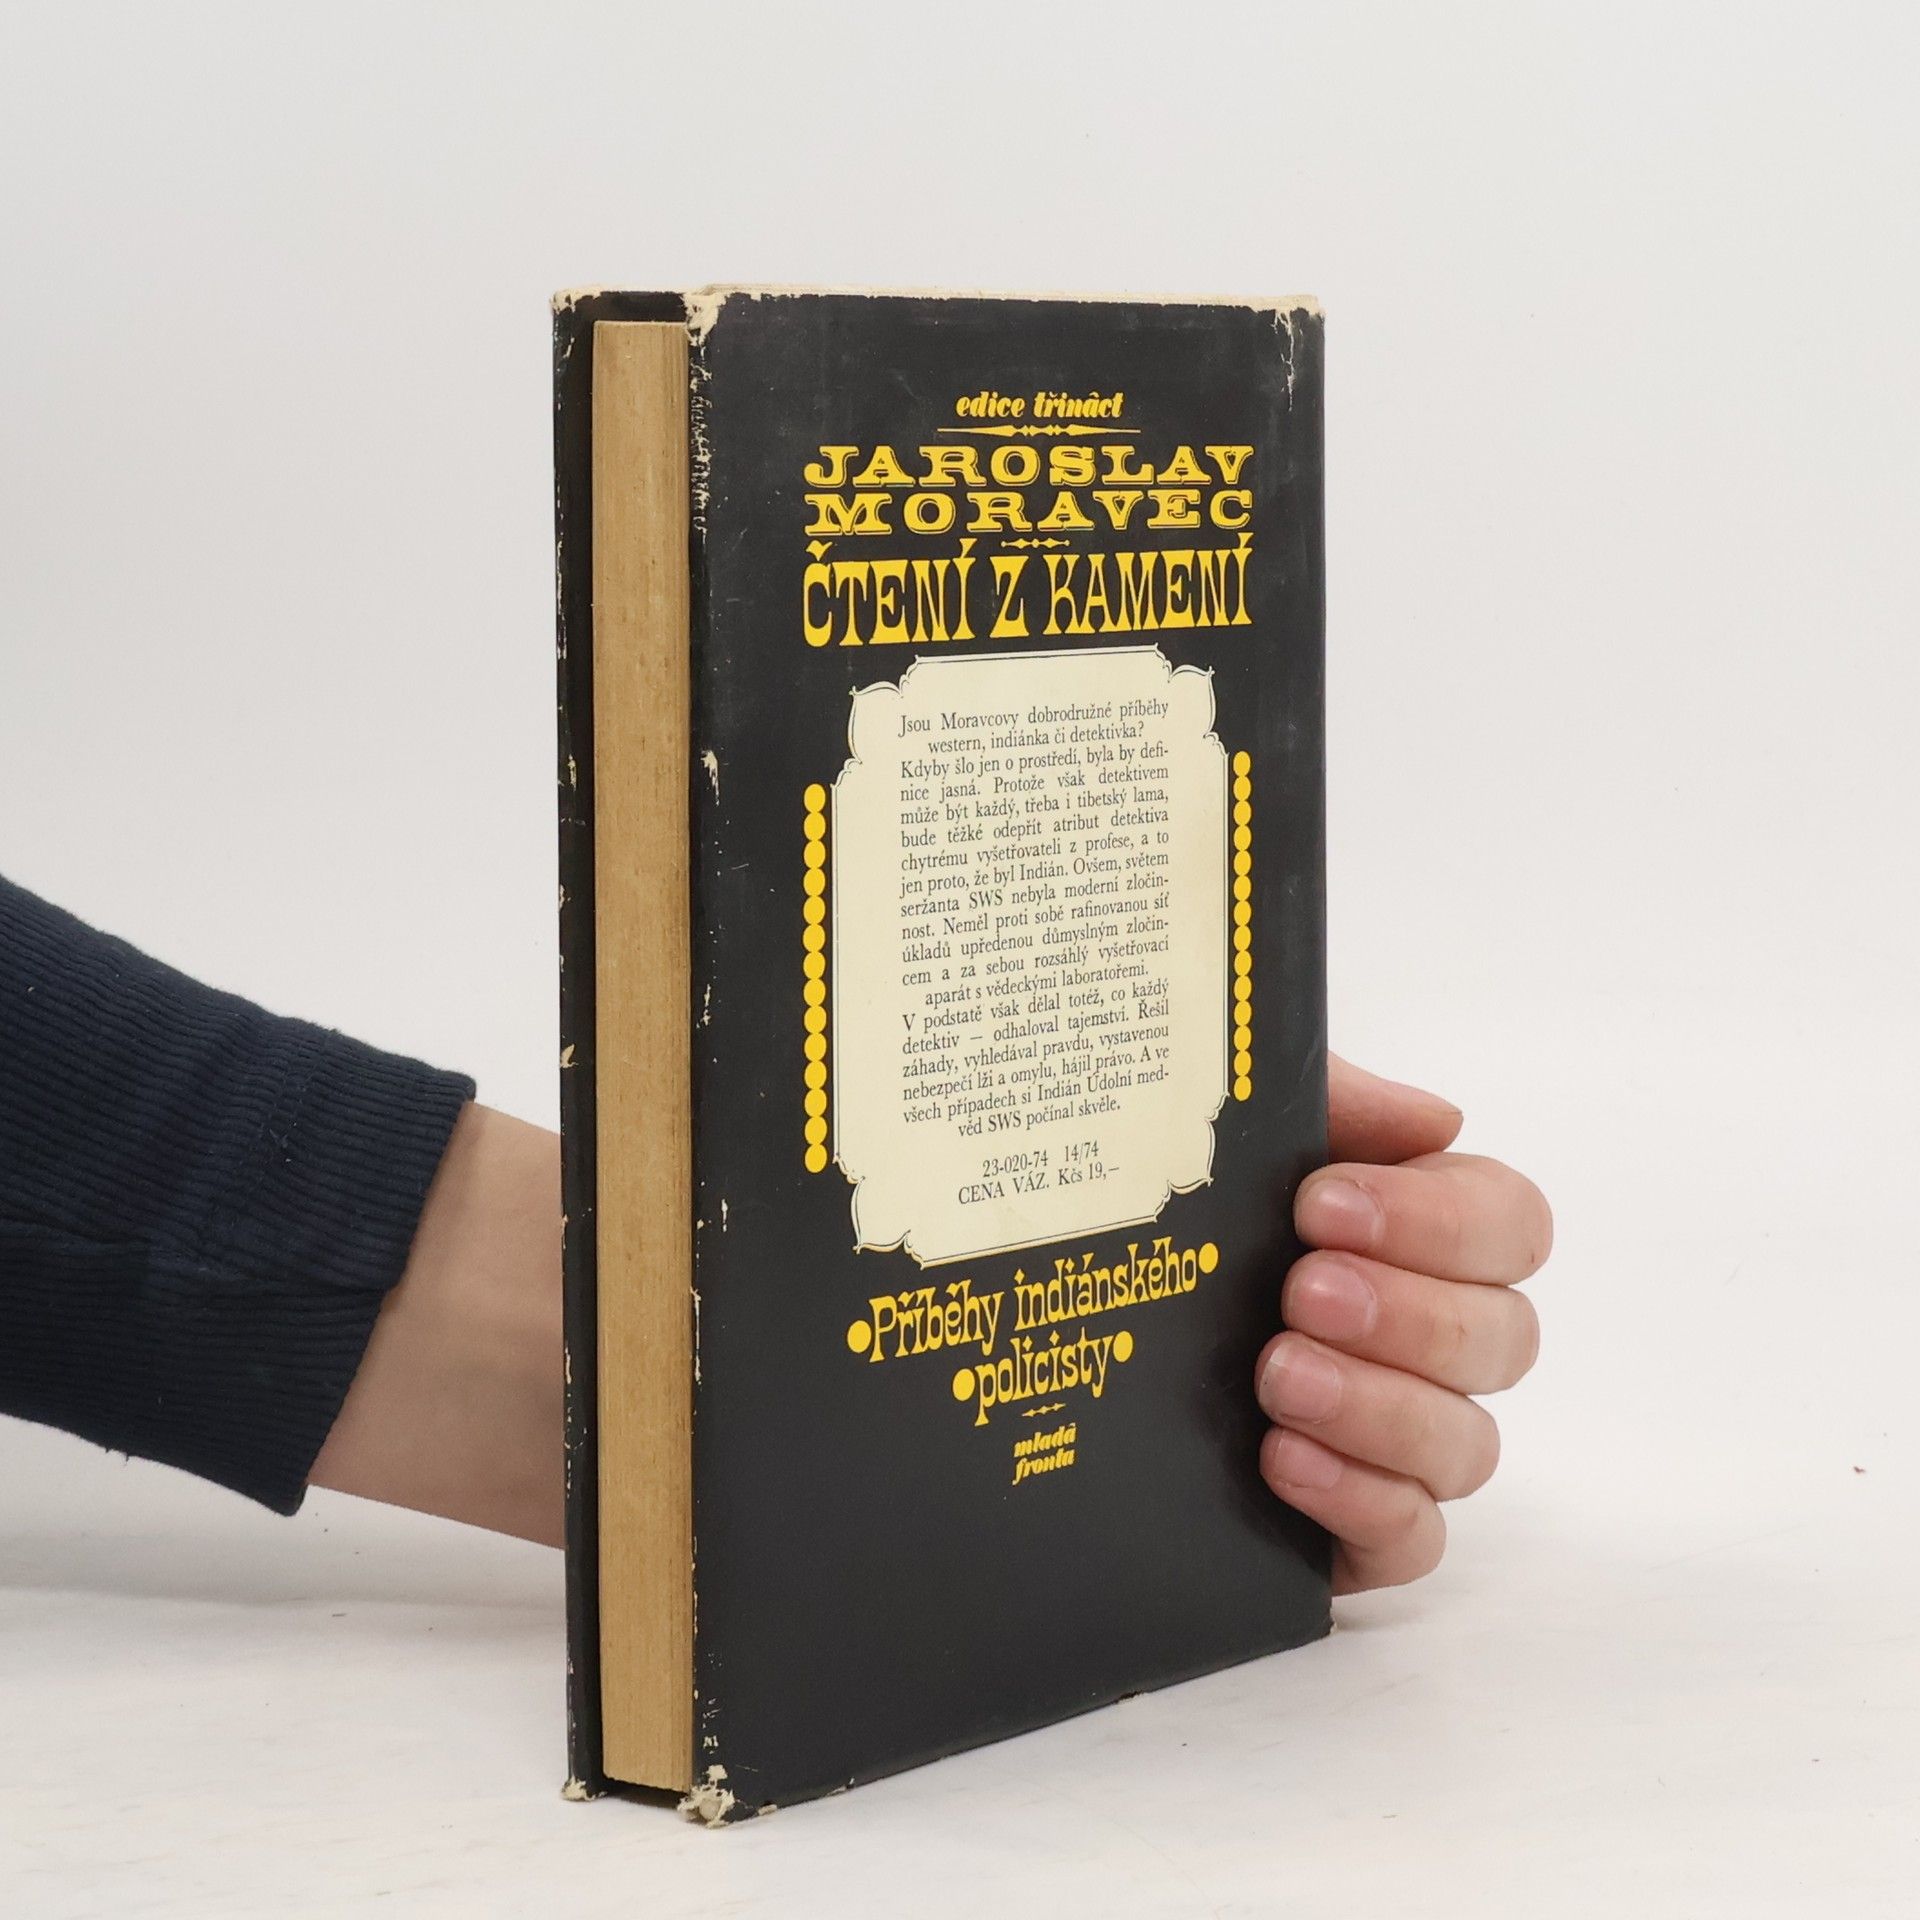 edice třináct
JAROSLAV
MORAVEC
ČTENÍ Z KAMENÍ
Jsou Moravcovy dobrodružné příběhy
western, indiánka či detektivka?
Kdyby šlo jen o prostředí, byla by defi-
nice jasná. Protože však detektivem
může být každý, třeba i tibetský lama,
bude těžké odepřít atribut detektiva
chytrému vyšetřovateli z profese, a to
jen proto, že byl Indián. Ovšem, světem
seržanta SWS nebyla moderní zločin-
nost. Neměl proti sobě rafinovanou síť
úkladů upředenou důmyslným zločin-
cem a za sebou rozsáhlý vyšetřovací
aparát s vědeckými laboratořemi.
V podstatě však dělal totéž, co každý
detektiv — odhaloval tajemství. Řešil
záhady, vyhledával pravdu, vystavenou
nebezpečí lži a omylu, hájil právo. A ve
všech případech si Indián Údolní med-
věd SWS počínal skvěle.
23-020-74 14/74
CENA VÁZ. Kčs 19,—
Příběhy indiánského
policisty
mladá
fronta